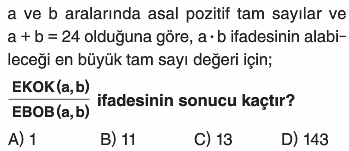 a ve b aralarında asal pozitif tam sayılar ve
a + b = 24 olduğuna göre, a · b ifadesinin alabi-
leceği en büyük tam sayı değeri için;
EKOK(a, b)
EBOB(a, b)
ifadesinin sonucu kaçtır?
A) 1 B) 11 C) 13 D) 143